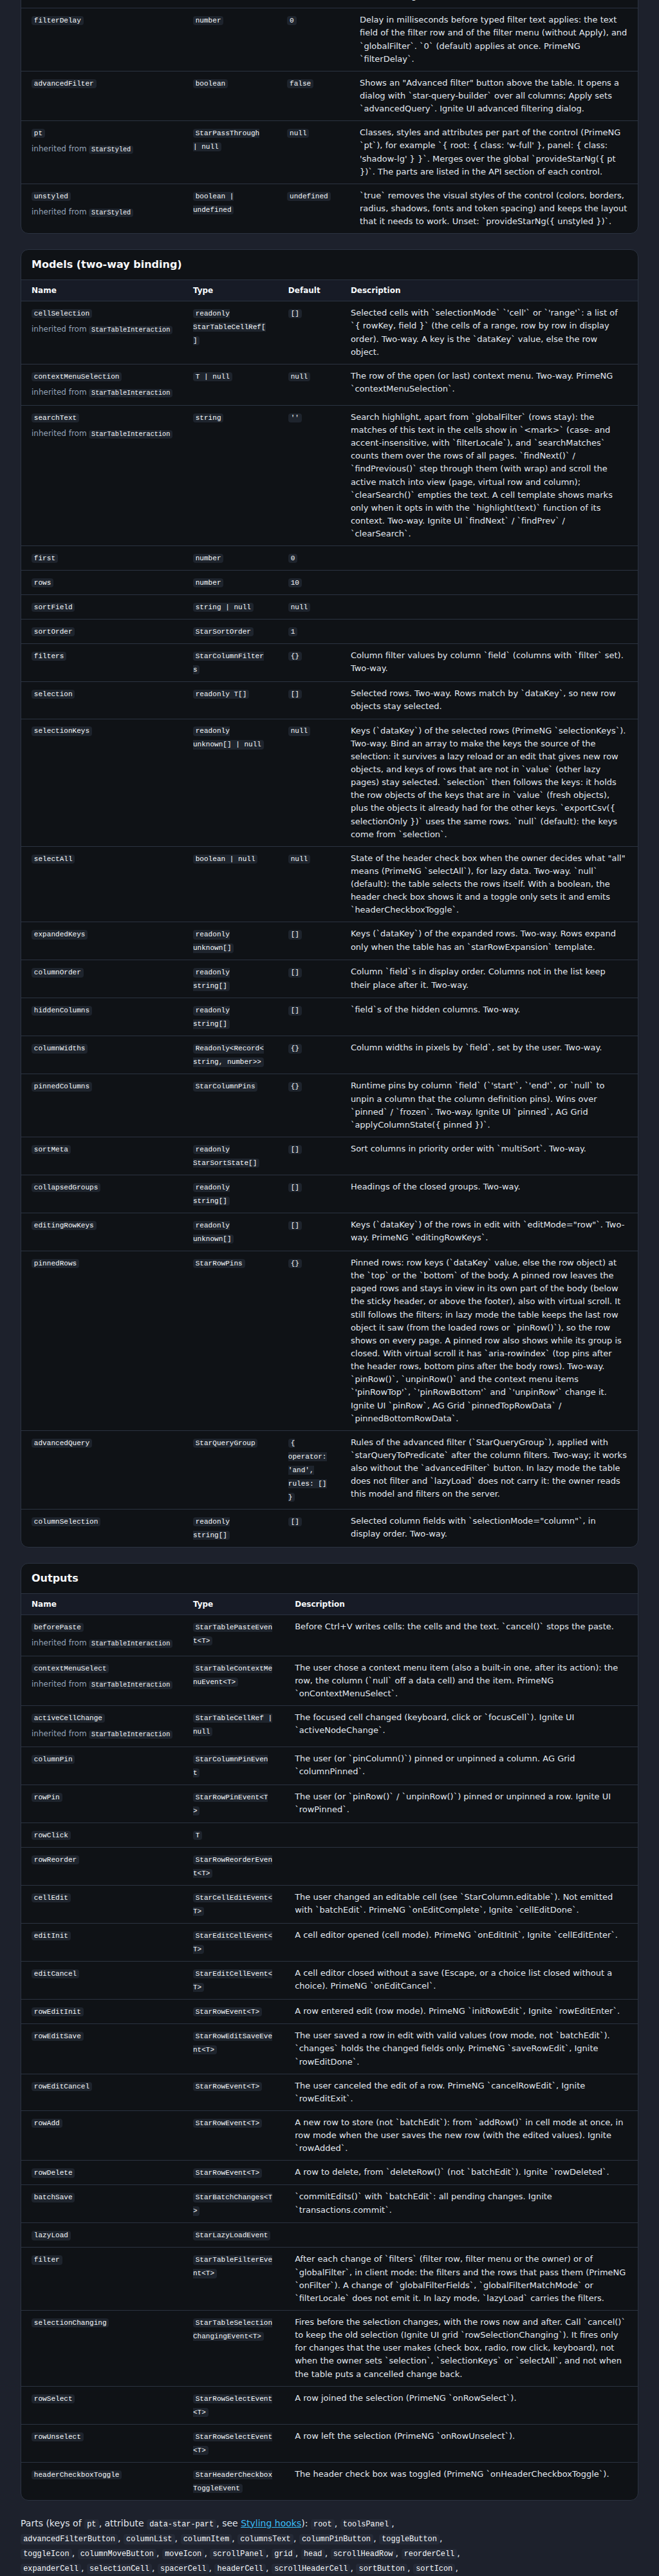 filterDelay number 0 Delay in milliseconds before typed filter text applies: the text
field of the filter row and of the filter menu (without Apply), and
`globalFilter`. `0` (default) applies at once. PrimeNG
`filterDelay`.
advancedFilter boolean false Shows an "Advanced filter" button above the table. It opens a
dialog with `star-query-builder` over all columns; Apply sets
`advancedQuery`. Ignite UI advanced filtering dialog.
pt StarPassThrough null Classes, styles and attributes per part of the control (PrimeNG
inherited from StarStyled | null `pt`), for example `{ root: { class: 'w-full' }, panel: { class:
'shadow-lg' } }`. Merges over the global `provideStarNg({ pt
})`. The parts are listed in the API section of each control.
unstyled boolean | undefined `true` removes the visual styles of the control (colors, borders,
inherited from StarStyled undefined radius, shadows, fonts and token spacing) and keeps the layout
that it needs to work. Unset: `provideStarNg({ unstyled })`.
Models (two-way binding)
Name Type Default Description
cellSelection readonly [] Selected cells with `selectionMode` `'cell'` or `'range'`: a list of
inherited from StarTableInteraction StarTableCellRef[ `{ rowKey, field }` (the cells of a range, row by row in display
] order). Two-way. A key is the `dataKey` value, else the row
object.
contextMenuSelection T | null null The row of the open (or last) context menu. Two-way. PrimeNG
inherited from StarTableInteraction `contextMenuSelection`.
searchText string '' Search highlight, apart from `globalFilter` (rows stay): the
inherited from StarTableInteraction matches of this text in the cells show in `<mark>` (case- and
accent-insensitive, with `filterLocale`), and `searchMatches`
counts them over the rows of all pages. `findNext()` /
`findPrevious()` step through them (with wrap) and scroll the
active match into view (page, virtual row and column);
`clearSearch()` empties the text. A cell template shows marks
only when it opts in with the `highlight(text)` function of its
context. Two-way. Ignite UI `findNext` / `findPrev` /
`clearSearch`.
first number 0
rows number 10
sortField string | null null
sortOrder StarSortOrder 1
filters StarColumnFilter {} Column filter values by column `field` (columns with `filter` set).
s Two-way.
selection readonly T[] [] Selected rows. Two-way. Rows match by `dataKey`, so new row
objects stay selected.
selectionKeys readonly null Keys (`dataKey`) of the selected rows (PrimeNG `selectionKeys`).
unknown[] | null Two-way. Bind an array to make the keys the source of the
selection: it survives a lazy reload or an edit that gives new row
objects, and keys of rows that are not in `value` (other lazy
pages) stay selected. `selection` then follows the keys: it holds
the row objects of the keys that are in `value` (fresh objects),
plus the objects it already had for the other keys. `exportCsv({
selectionOnly })` uses the same rows. `null` (default): the keys
come from `selection`.
selectAll boolean | null null State of the header check box when the owner decides what "all"
means (PrimeNG `selectAll`), for lazy data. Two-way. `null`
(default): the table selects the rows itself. With a boolean, the
header check box shows it and a toggle only sets it and emits
`headerCheckboxToggle`.
expandedKeys readonly [] Keys (`dataKey`) of the expanded rows. Two-way. Rows expand
unknown[] only when the table has an `starRowExpansion` template.
columnOrder readonly [] Column `field`s in display order. Columns not in the list keep
string[] their place after it. Two-way.
hiddenColumns readonly [] `field`s of the hidden columns. Two-way.
string[]
columnWidths Readonly<Record< {} Column widths in pixels by `field`, set by the user. Two-way.
string, number>>
pinnedColumns StarColumnPins {} Runtime pins by column `field` (`'start'`, `'end'`, or `null` to
unpin a column that the column definition pins). Wins over
`pinned` / `frozen`. Two-way. Ignite UI `pinned`, AG Grid
`applyColumnState({ pinned })`.
sortMeta readonly [] Sort columns in priority order with `multiSort`. Two-way.
StarSortState[]
collapsedGroups readonly [] Headings of the closed groups. Two-way.
string[]
editingRowKeys readonly [] Keys (`dataKey`) of the rows in edit with `editMode="row"`. Two-
unknown[] way. PrimeNG `editingRowKeys`.
pinnedRows StarRowPins {} Pinned rows: row keys (`dataKey` value, else the row object) at
the `top` or the `bottom` of the body. A pinned row leaves the
paged rows and stays in view in its own part of the body (below
the sticky header, or above the footer), also with virtual scroll. It
still follows the filters; in lazy mode the table keeps the last row
object it saw (from the loaded rows or `pinRow()`), so the row
shows on every page. A pinned row also shows while its group is
closed. With virtual scroll it has `aria-rowindex` (top pins after
the header rows, bottom pins after the body rows). Two-way.
`pinRow()`, `unpinRow()` and the context menu items
`'pinRowTop'`, `'pinRowBottom'` and `'unpinRow'` change it.
Ignite UI `pinRow`, AG Grid `pinnedTopRowData` /
`pinnedBottomRowData`.
advancedQuery StarQueryGroup { Rules of the advanced filter (`StarQueryGroup`), applied with
operator: `starQueryToPredicate` after the column filters. Two-way; it works
'and', also without the `advancedFilter` button. In lazy mode the table
rules: [] does not filter and `lazyLoad` does not carry it: the owner reads
} this model and filters on the server.
columnSelection readonly [] Selected column fields with `selectionMode="column"`, in
string[] display order. Two-way.
Outputs
Name Type Description
beforePaste StarTablePasteEven Before Ctrl+V writes cells: the cells and the text. `cancel()` stops the paste.
inherited from StarTableInteraction t<T>
contextMenuSelect StarTableContextMe The user chose a context menu item (also a built-in one, after its action): the
inherited from StarTableInteraction nuEvent<T> row, the column (`null` off a data cell) and the item. PrimeNG
`onContextMenuSelect`.
activeCellChange StarTableCellRef | The focused cell changed (keyboard, click or `focusCell`). Ignite UI
inherited from StarTableInteraction null `activeNodeChange`.
columnPin StarColumnPinEven The user (or `pinColumn()`) pinned or unpinned a column. AG Grid
t `columnPinned`.
rowPin StarRowPinEvent<T The user (or `pinRow()` / `unpinRow()`) pinned or unpinned a row. Ignite UI
> `rowPinned`.
rowClick T
rowReorder StarRowReorderEven
t<T>
cellEdit StarCellEditEvent< The user changed an editable cell (see `StarColumn.editable`). Not emitted
T> with `batchEdit`. PrimeNG `onEditComplete`, Ignite `cellEditDone`.
editInit StarEditCellEvent< A cell editor opened (cell mode). PrimeNG `onEditInit`, Ignite `cellEditEnter`.
T>
editCancel StarEditCellEvent< A cell editor closed without a save (Escape, or a choice list closed without a
T> choice). PrimeNG `onEditCancel`.
rowEditInit StarRowEvent<T> A row entered edit (row mode). PrimeNG `initRowEdit`, Ignite `rowEditEnter`.
rowEditSave StarRowEditSaveEve The user saved a row in edit with valid values (row mode, not `batchEdit`).
nt<T> `changes` holds the changed fields only. PrimeNG `saveRowEdit`, Ignite
`rowEditDone`.
rowEditCancel StarRowEvent<T> The user canceled the edit of a row. PrimeNG `cancelRowEdit`, Ignite
`rowEditExit`.
rowAdd StarRowEvent<T> A new row to store (not `batchEdit`): from `addRow()` in cell mode at once, in
row mode when the user saves the new row (with the edited values). Ignite
`rowAdded`.
rowDelete StarRowEvent<T> A row to delete, from `deleteRow()` (not `batchEdit`). Ignite `rowDeleted`.
batchSave StarBatchChanges<T `commitEdits()` with `batchEdit`: all pending changes. Ignite
> `transactions.commit`.
lazyLoad StarLazyLoadEvent
filter StarTableFilterEve After each change of `filters` (filter row, filter menu or the owner) or of
nt<T> `globalFilter`, in client mode: the filters and the rows that pass them (PrimeNG
`onFilter`). A change of `globalFilterFields`, `globalFilterMatchMode` or
`filterLocale` does not emit it. In lazy mode, `lazyLoad` carries the filters.
selectionChanging StarTableSelection Fires before the selection changes, with the rows now and after. Call `cancel()`
ChangingEvent<T> to keep the old selection (Ignite UI grid `rowSelectionChanging`). It fires only
for changes that the user makes (check box, radio, row click, keyboard), not
when the owner sets `selection`, `selectionKeys` or `selectAll`, and not when
the table puts a cancelled change back.
rowSelect StarRowSelectEvent A row joined the selection (PrimeNG `onRowSelect`).
<T>
rowUnselect StarRowSelectEvent A row left the selection (PrimeNG `onRowUnselect`).
<T>
headerCheckboxToggle StarHeaderCheckbox The header check box was toggled (PrimeNG `onHeaderCheckboxToggle`).
ToggleEvent
Parts (keys of pt, attribute data-star-part, see Styling hooks): root, toolsPanel,
advancedFilterButton, columnList, columnItem, columnsText, columnPinButton, toggleButton,
toggleIcon, columnMoveButton, moveIcon, scrollPanel, grid, head, scrollHeadRow, reorderCell,
expanderCell, selectionCell, spacerCell, headerCell, scrollHeaderCell, sortButton, sortIcon,